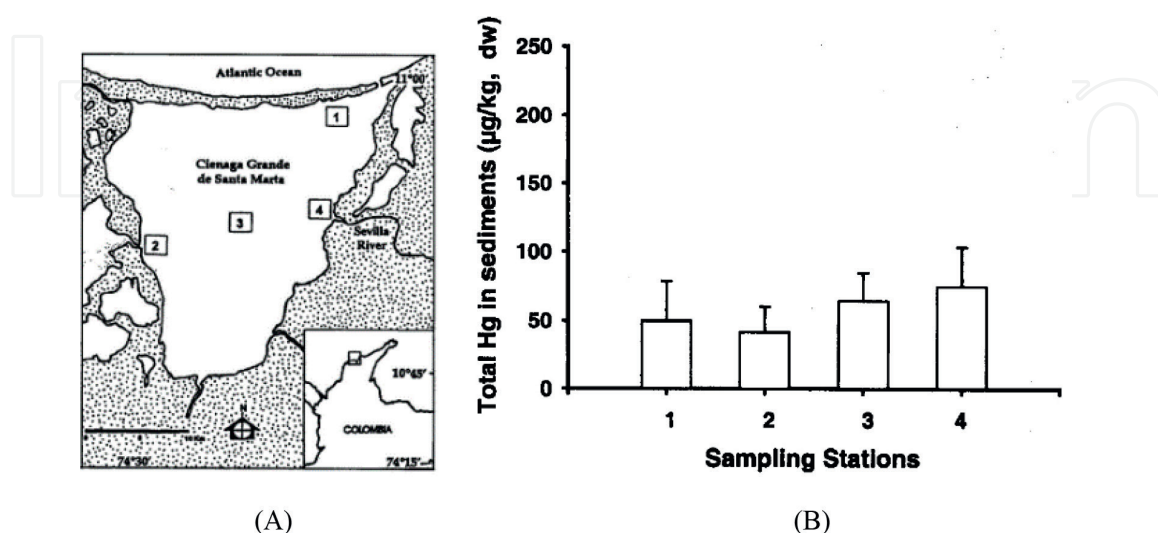 Atlantic Ocean
11°00'
1
Cienaga Grande
de Santa Marta
4
3
2
Sevilla
River
10°45'
N
COLOMBIA
74°30'
74°15'
(A)
Total Hg in sediments (µg/kg, dw)
250
200
150
100
50
0
1 2 3 4
Sampling Stations
(B)